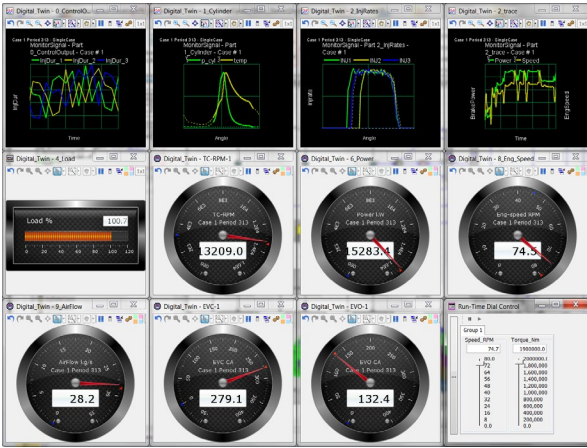 Digital_Twin - 0_ControlO...
Case 1 Period 313 - SingleCase
MonitorSignal - Part
0_ControlOutput - Case # 1
InjDur_1 InjDur_2 InjDur_3
InjDur
Time
Digital_Twin - 1_Cylinder
Case 1 Period 313 - SingleCase
MonitorSignal - Part
1_Cylinder - Case # 1
p_cyl temp
Angle
Digital_Twin - 2_InjRates
Case 1 Period 313 - SingleCase
MonitorSignal - Part 2_InjRates
- Case # 1
INJ1 INJ2 INJ3
injrate
Angle
Digital_Twin - 2_trace
Case 1 Period 313 - SingleCase
MonitorSignal - Part
2_trace - Case # 1
Power Speed
BrakePower
EngSpeed
Time
Digital_Twin - 4_Load
Load %
100.7
0 20 40 60 80 100 120
Digital_Twin - TC-RPM-1
TC-RPM
Case 1 Period 313
13209.0
Digital_Twin - 6_Power
Power kW
Case 1 Period 313
15283.4
Digital_Twin - 8_Eng_Speed
Eng-speed RPM
Case 1 Period 313
74.5
Digital_Twin - 9_AirFlow
AirFlow kg/s
Case 1 Period 313
28.2
Digital_Twin - EVC-1
EVC CA
Case 1 Period 313
279.1
Digital_Twin - EVO-1
EVO CA
Case 1 Period 313
132.4
Run-Time Dial Control
Group 1
Speed_RPM Torque_Nm
74.7 1960000.0
80.0 2000000.0
72 1,800,000
64 1,600,000
56 1,400,000
48 1,200,000
40 1,000,000
32 800,000
24 600,000
16 400,000
8 200,000
0.0 0.0